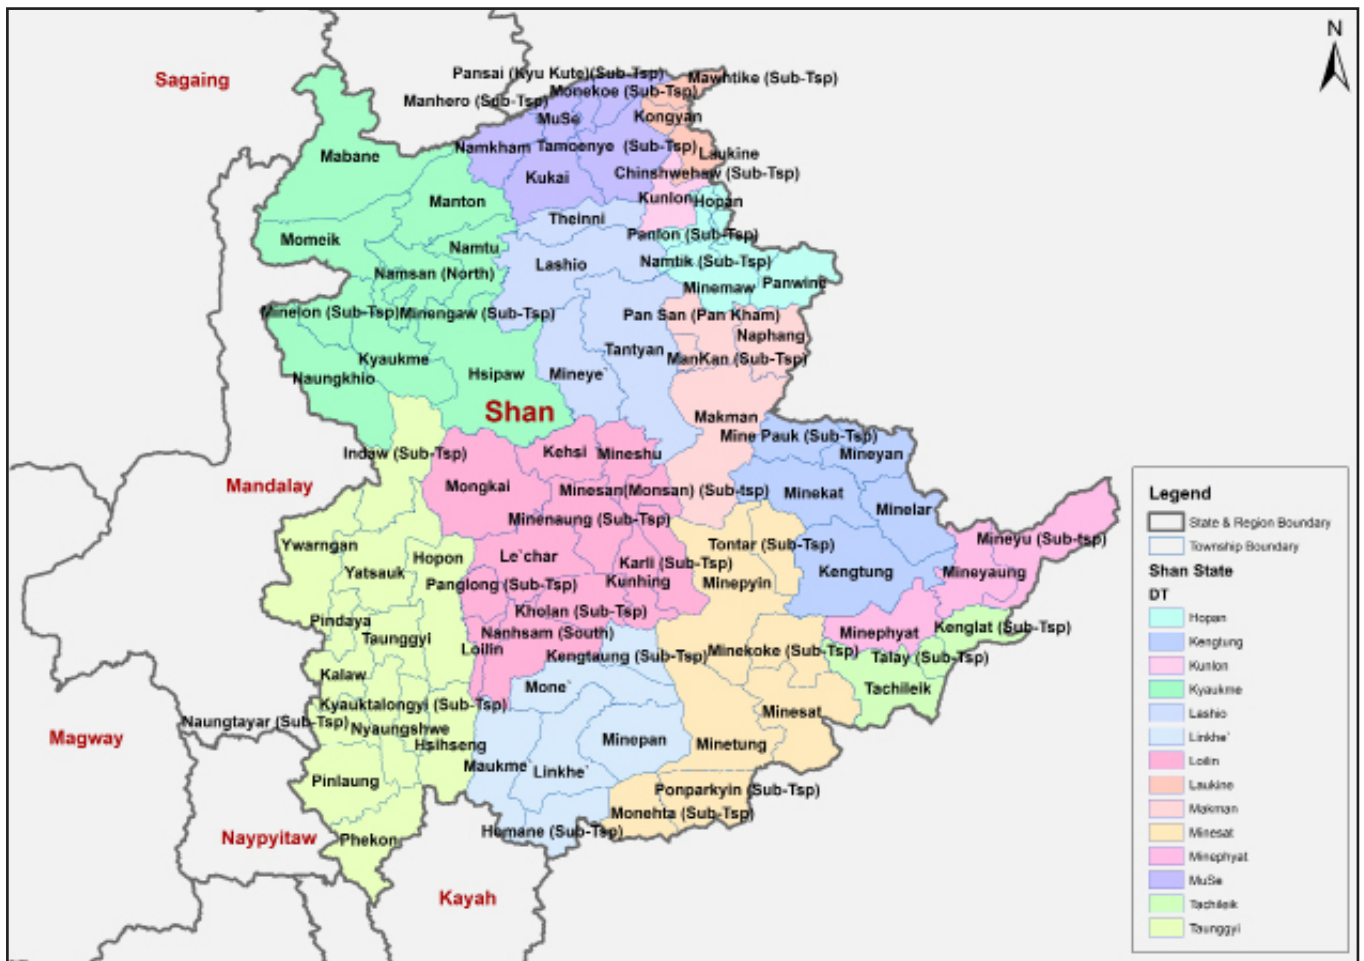 N
Sagaing
Pansai (Kyu Kute)(Sub-Tsp)
Mawhtike (Sub-Tsp)
Monekoe (Sub-Tsp)
Manhero (Sub-Tsp)
MuSe
Kongyan
Mabane
Namkham
Tamoenye (Sub-Tsp)
Laukine
Kukai
Chinshwehaw (Sub-Tsp)
Manton
Kunlon
Hopan
Theinni
Momeik
Panlon (Sub-Tsp)
Namtu
Lashio
Namtik (Sub-Tsp)
Namsan (North)
Minemaw
Panwine
Minelon (Sub-Tsp)
Minengaw (Sub-Tsp)
Pan San (Pan Kham)
Naphang
Kyaukme
Tantyan
ManKan (Sub-Tsp)
Naungkhio
Hsipaw
Mineye`
Shan
Makman
Mine Pauk (Sub-Tsp)
Indaw (Sub-Tsp)
Kehsi
Mineshu
Mineyan
Mandalay
Mongkai
Minesan(Monsan) (Sub-tsp)
Minekat
Minelar
Minenaung (Sub-Tsp)
Ywarngan
Hopon
Le`char
Tontar (Sub-Tsp)
Mineyu (Sub-tsp)
Yatsauk
Karli (Sub-Tsp)
Panglong (Sub-Tsp)
Kunhing
Minepyin
Kengtung
Mineyaung
Kholan (Sub-Tsp)
Pindaya
Taunggyi
Nanhsam (South)
Minephyat
Kenglat (Sub-Tsp)
Loilin
Kengtaung (Sub-Tsp)
Minekoke (Sub-Tsp)
Talay (Sub-Tsp)
Kalaw
Mone`
Tachileik
Kyauktalongyi (Sub-Tsp)
Minesat
Naungtayar (Sub-Tsp)
Nyaungshwe
Magway
Hsihseng
Minepan
Minetung
Maukme`
Linkhe`
Pinlaung
Ponparkyin (Sub-Tsp)
Monehta (Sub-Tsp)
Homane (Sub-Tsp)
Naypyitaw
Phekon
Kayah
Legend
State & Region Boundary
Township Boundary
Shan State
DT
Hopan
Kengtung
Kunlon
Kyaukme
Lashio
Linkhe`
Loilin
Laukine
Makman
Minesat
Minephyat
MuSe
Tachileik
Taunggyi